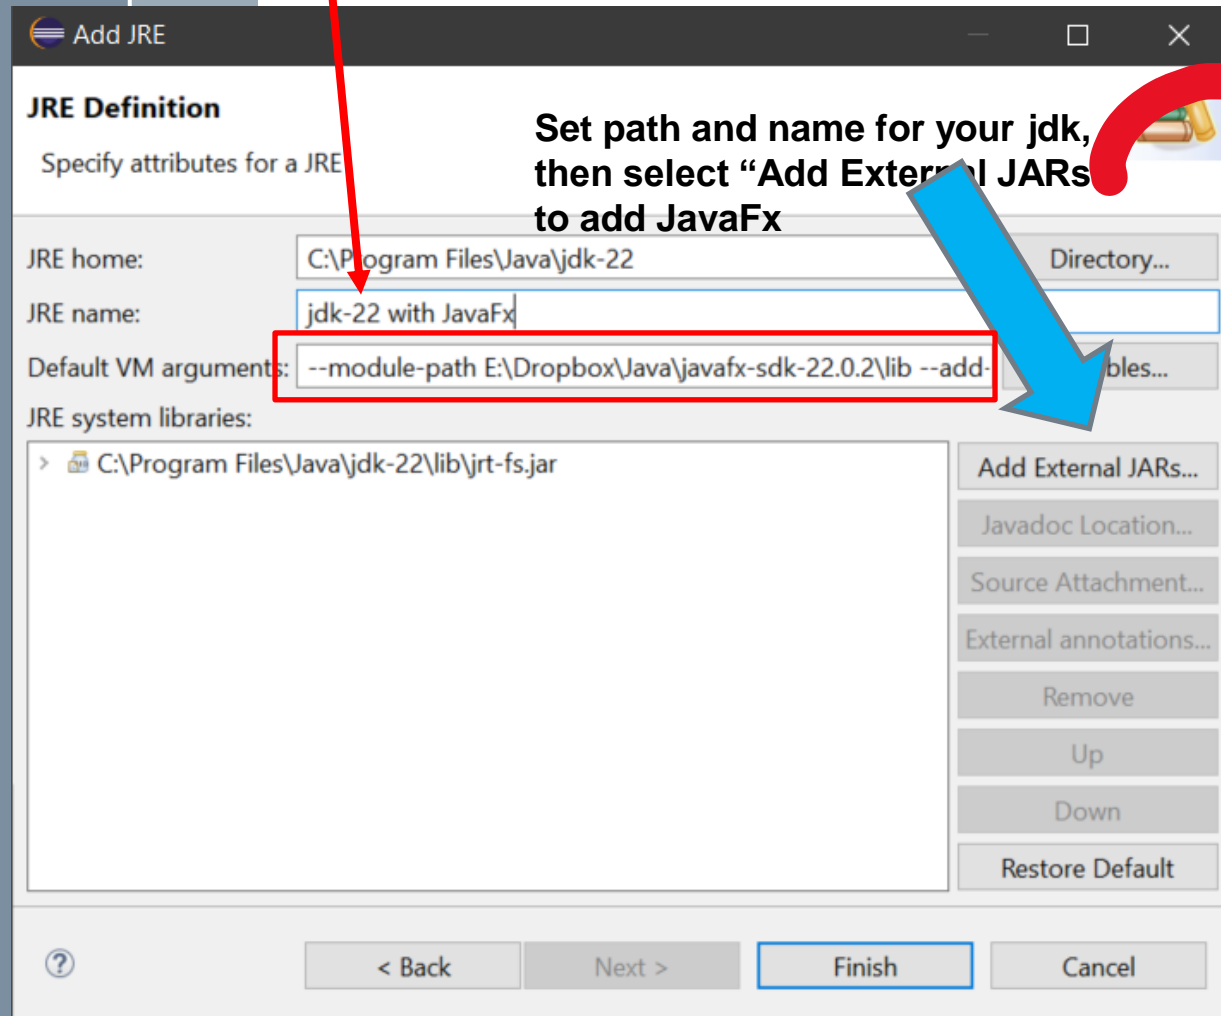 Add JRE
JRE Definition
Specify attributes for a JRE
Set path and name for your jdk,
then select “Add External JARs
to add JavaFx
JRE home:
C:\Program Files\Java\jdk-22
Directory...
JRE name:
jdk-22 with JavaFx
Default VM arguments:
--module-path E:\Dropbox\Java\javafx-sdk-22.0.2\lib --add-
bles...
JRE system libraries:
C:\Program Files\Java\jdk-22\lib\jrt-fs.jar
Add External JARs...
Javadoc Location...
Source Attachment...
External annotations...
Remove
Up
Down
Restore Default
< Back
Next >
Finish
Cancel